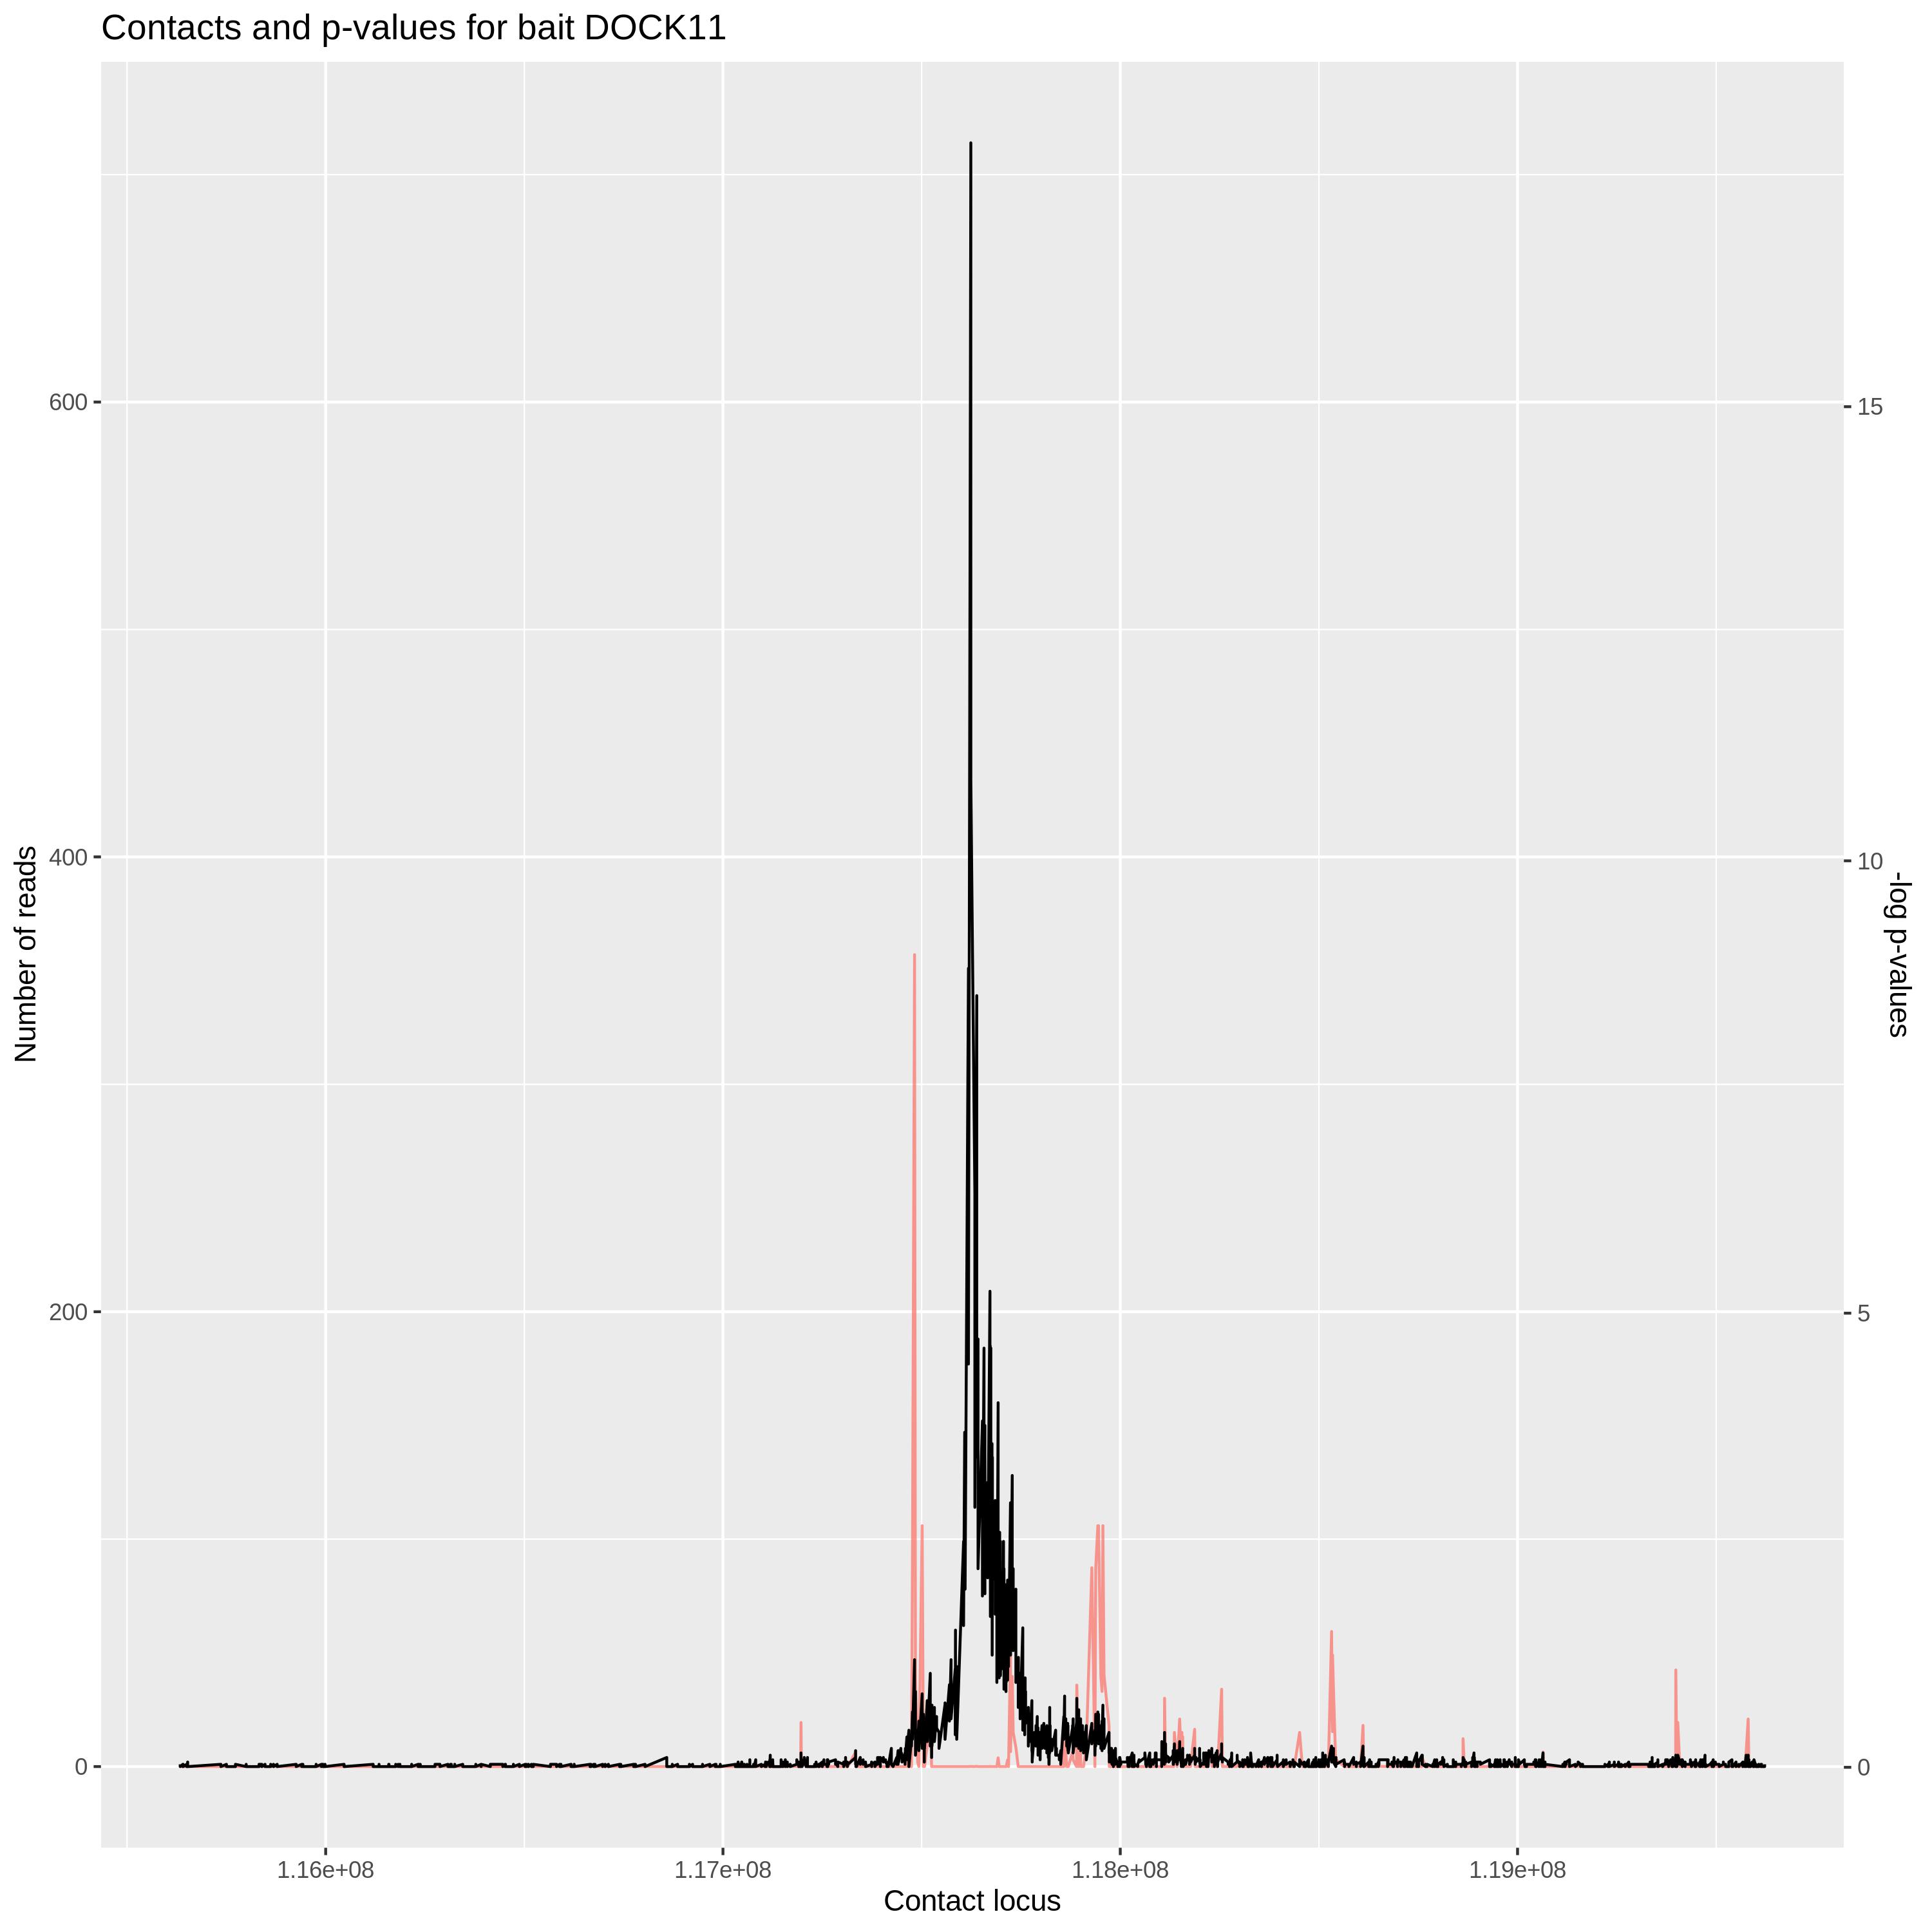 Contacts and p-values for bait DOCK11
600
400
200
0
Number of reads
15
10
5
0
-log p-values
1.16e+08
1.17e+08
1.18e+08
1.19e+08
Contact locus